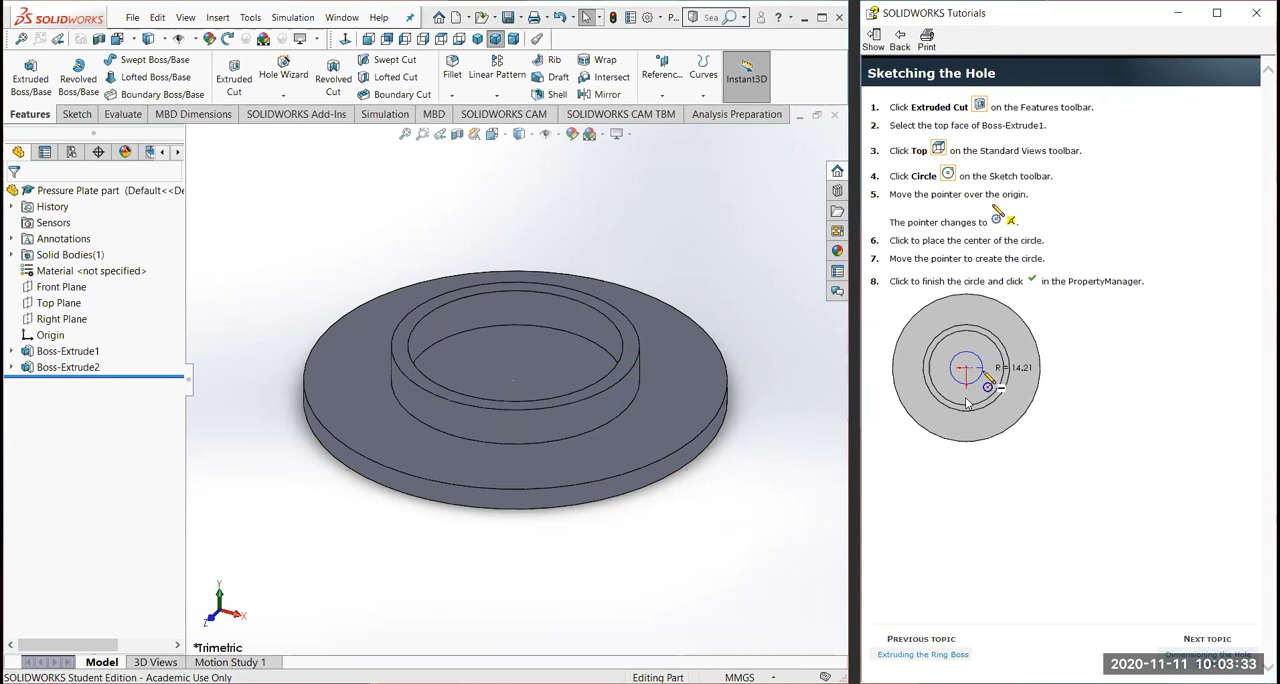 SOLIDWORKS File Edit View Insert Tools Simulation Window Help P... Sea ?
Extruded Boss/Base
Revolved Boss/Base
Swept Boss/Base
Lofted Boss/Base
Boundary Boss/Base
Extruded Cut
Hole Wizard
Revolved Cut
Swept Cut
Lofted Cut
Boundary Cut
Fillet
Linear Pattern
Rib
Draft
Shell
Wrap
Intersect
Mirror
Referenc...
Curves
Instant3D
Features Sketch Evaluate MBD Dimensions SOLIDWORKS Add-Ins Simulation MBD SOLIDWORKS CAM SOLIDWORKS CAM TBM Analysis Preparation
Pressure Plate part (Default<<De
History
Sensors
Annotations
Solid Bodies(1)
Material <not specified>
Front Plane
Top Plane
Right Plane
Origin
Boss-Extrude1
Boss-Extrude2
Y
X
Z
*Trimetric
Model 3D Views Motion Study 1
SOLIDWORKS Student Edition - Academic Use Only Editing Part MMGS
SOLIDWORKS Tutorials
Show Back Print
Sketching the Hole
1. Click Extruded Cut on the Features toolbar.
2. Select the top face of Boss-Extrude1.
3. Click Top on the Standard Views toolbar.
4. Click Circle on the Sketch toolbar.
5. Move the pointer over the origin.
The pointer changes to .
6. Click to place the center of the circle.
7. Move the pointer to create the circle.
8. Click to finish the circle and click in the PropertyManager.
R = 14.21
PREVIOUS TOPIC NEXT TOPIC
Extruding the Ring Boss Dimensioning the Hole
2020-11-11 10:03:33